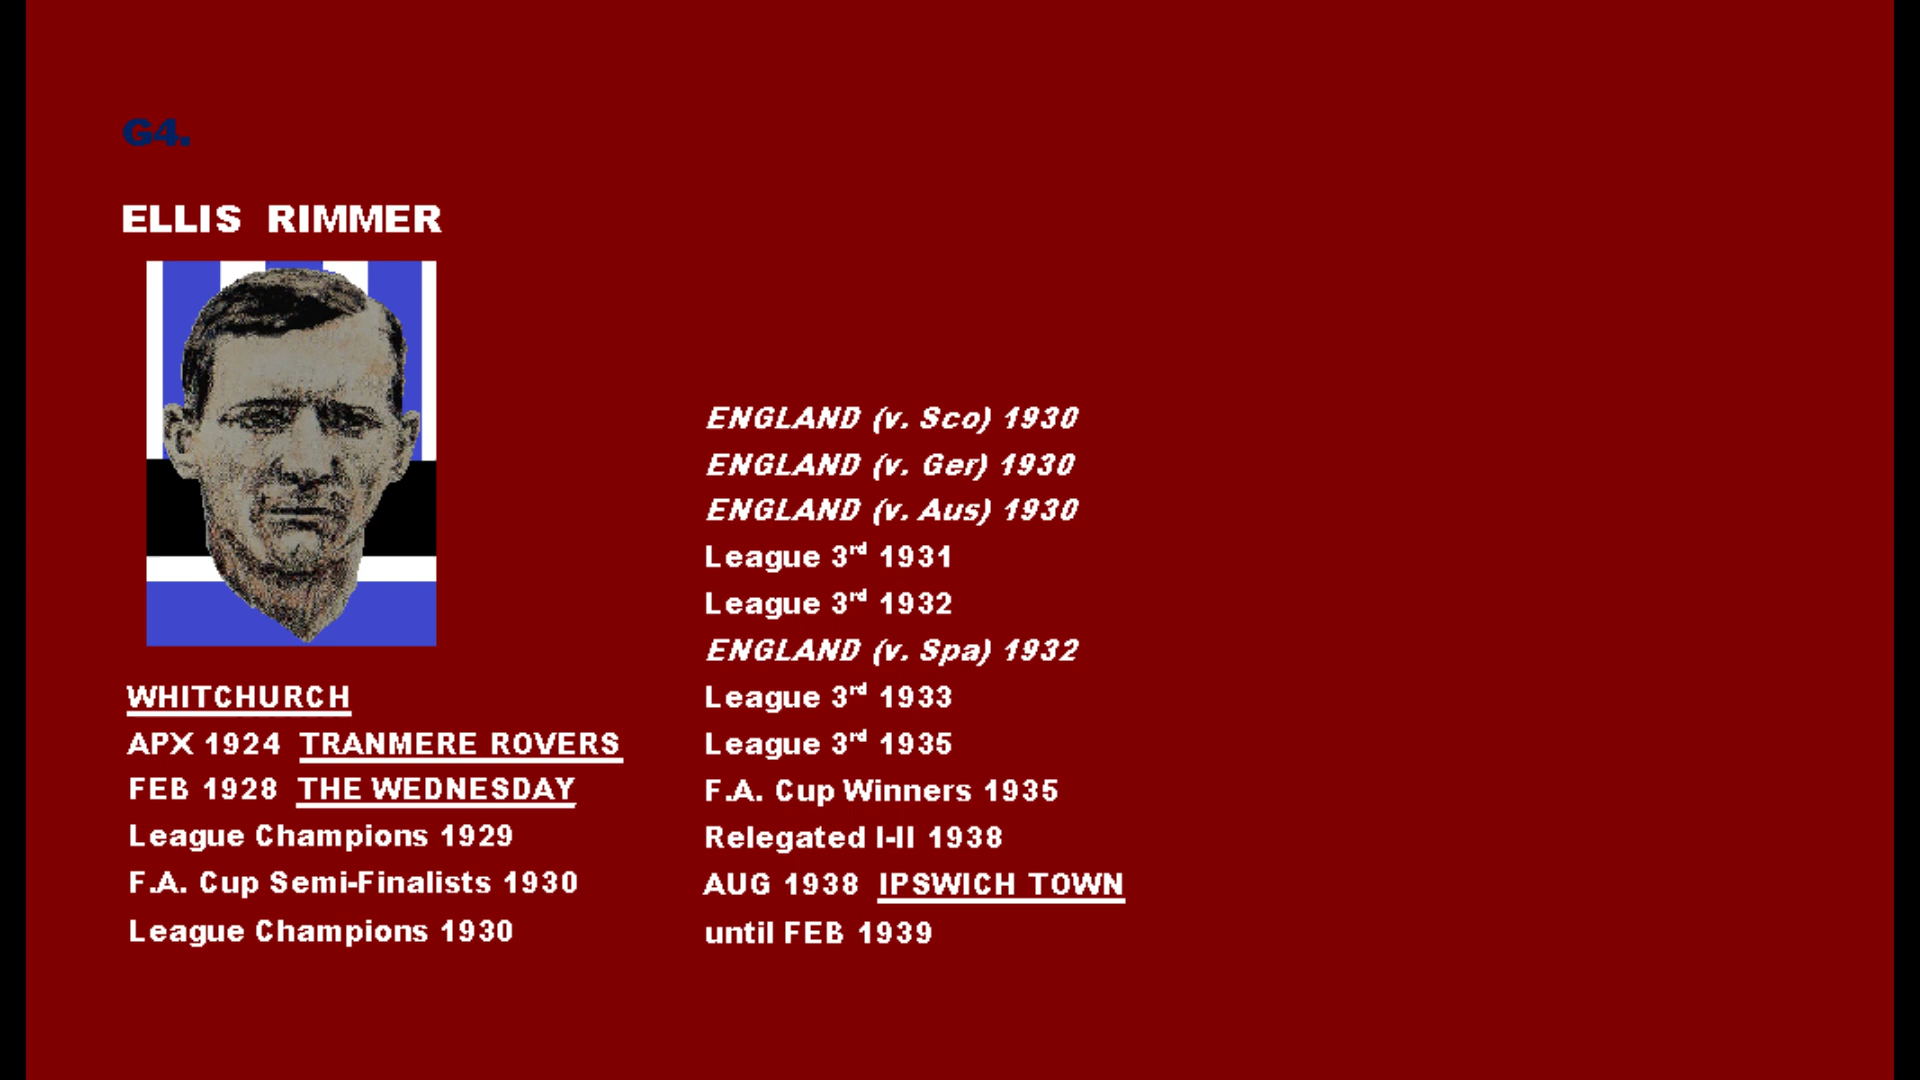 G4.
ELLIS RIMMER
WHITCHURCH
APX 1924 TRANMERE ROVERS
FEB 1928 THE WEDNESDAY
League Champions 1929
F.A. Cup Semi-Finalists 1930
League Champions 1930
ENGLAND (v. Sco) 1930
ENGLAND (v. Ger) 1930
ENGLAND (v. Aus) 1930
League 3rd 1931
League 3rd 1932
ENGLAND (v. Spa) 1932
League 3rd 1933
League 3rd 1935
F.A. Cup Winners 1935
Relegated I-II 1938
AUG 1938 IPSWICH TOWN
until FEB 1939